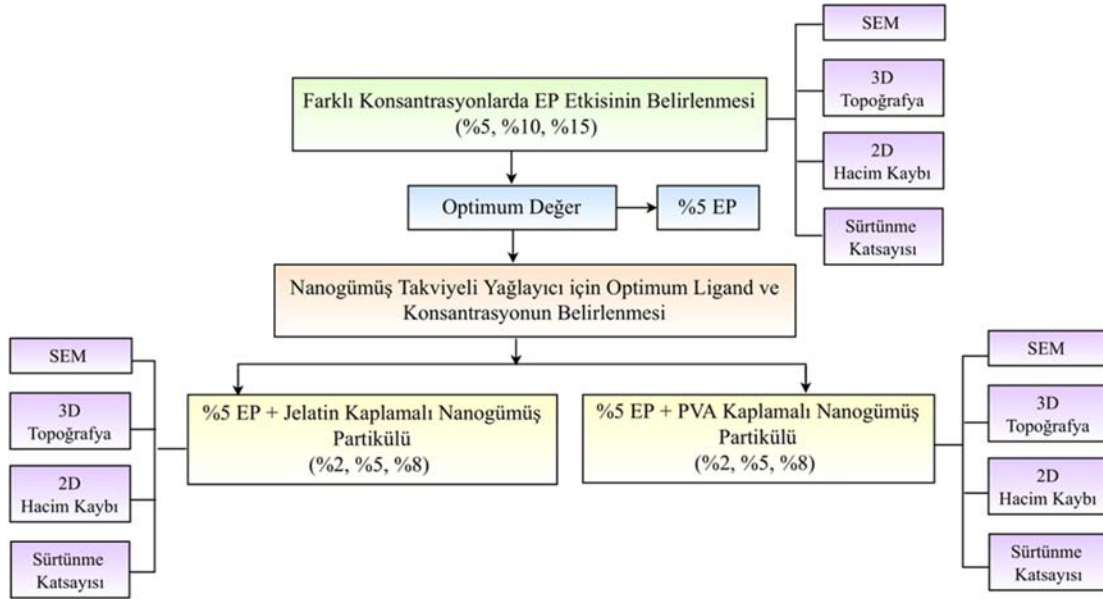 SEM
3D
Topoğrafya
2D
Hacim Kaybı
Sürtünme
Katsayısı
Farklı Konsantrasyonlarda EP Etkisinin Belirlenmesi
(%5, %10, %15)
Optimum Değer
%5 EP
Nanogümüş Takviyeli Yağlayıcı için Optimum Ligand ve
Konsantrasyonun Belirlenmesi
SEM
3D
Topoğrafya
2D
Hacim Kaybı
Sürtünme
Katsayısı
%5 EP + Jelatin Kaplamalı Nanogümüş
Partikülü
(%2, %5, %8)
%5 EP + PVA Kaplamalı Nanogümüş
Partikülü
(%2, %5, %8)
SEM
3D
Topoğrafya
2D
Hacim Kaybı
Sürtünme
Katsayısı